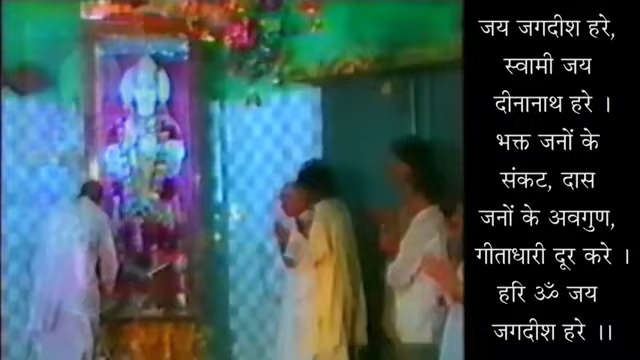 जय जगदीश हरे,
स्वामी जय
दीनानाथ हरे ।
भक्त जनों के
संकट, दास
जनों के अवगुण,
गीताधारी दूर करे ।
हरि ॐ जय
जगदीश हरे ।।